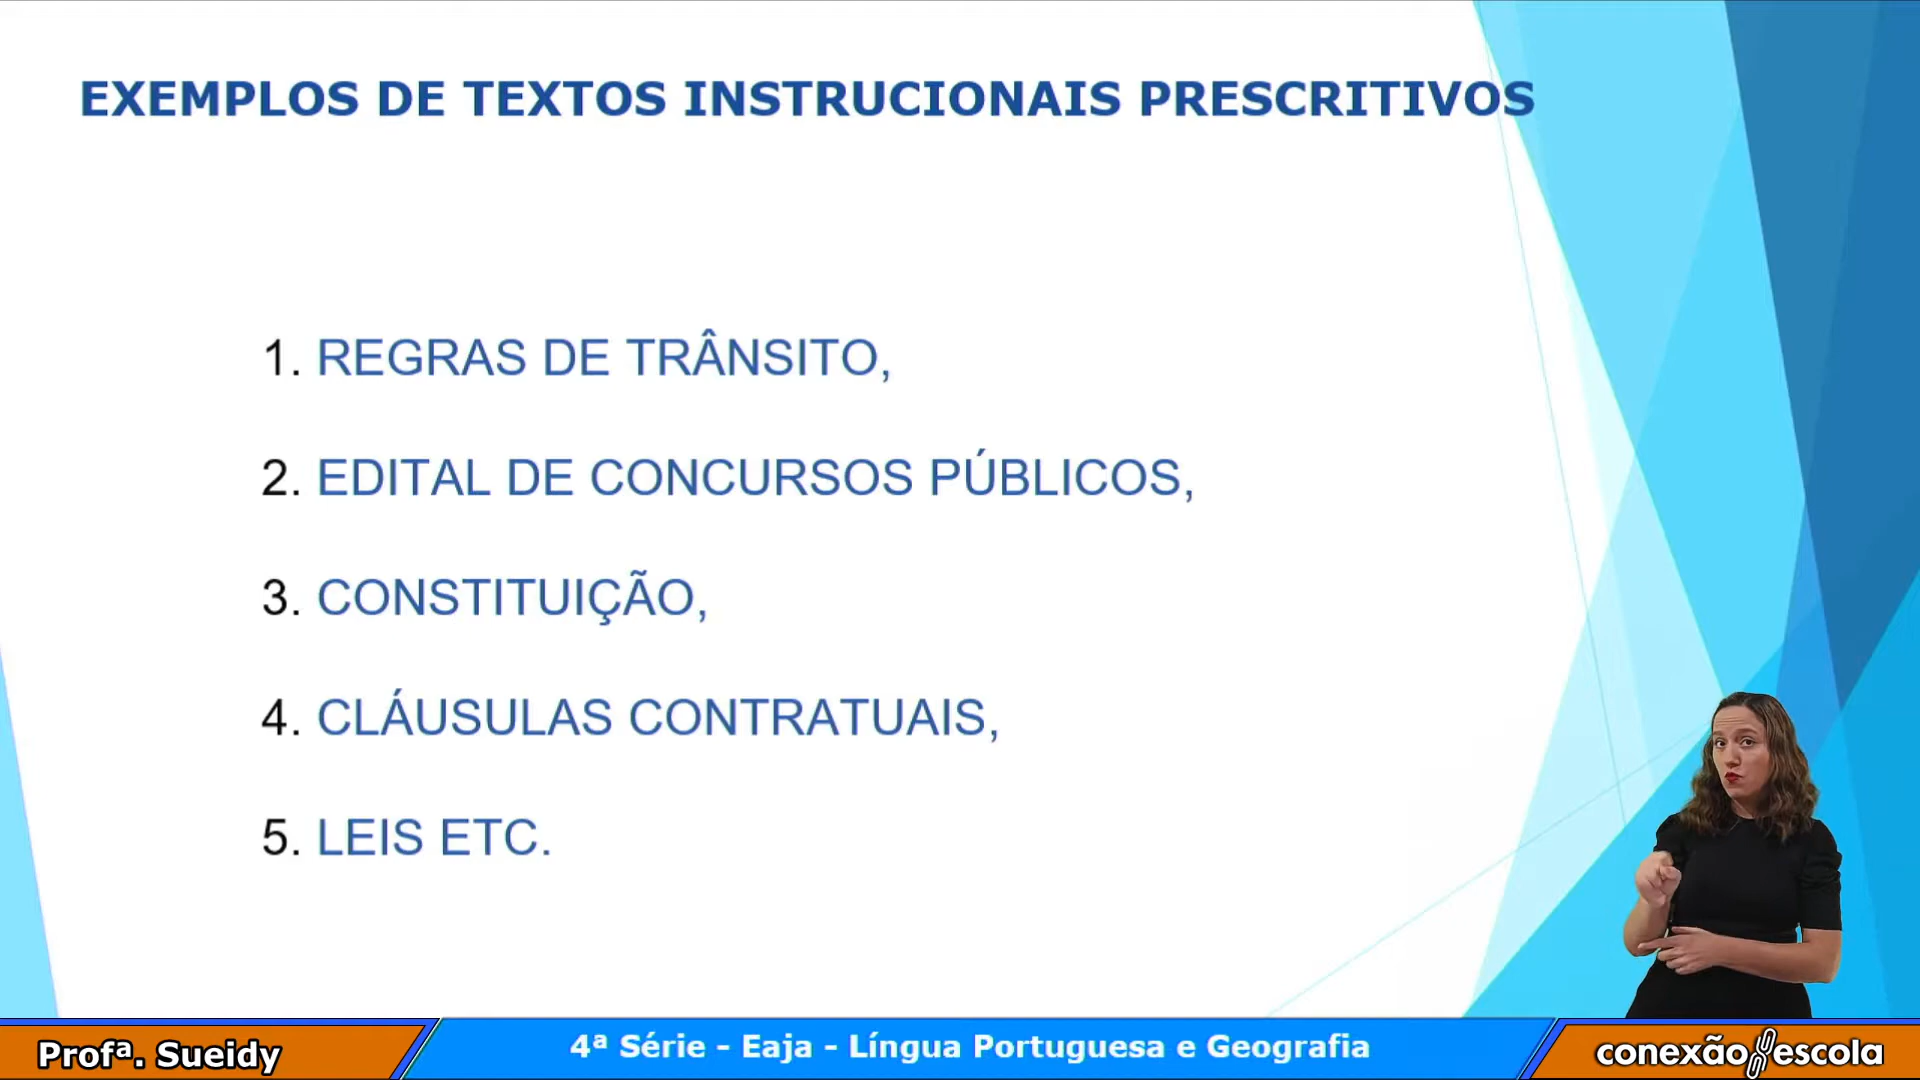 EXEMPLOS DE TEXTOS INSTRUCIONAIS PRESCRITIVOS
1. REGRAS DE TRÂNSITO,
2. EDITAL DE CONCURSOS PÚBLICOS,
3. CONSTITUIÇÃO,
4. CLÁUSULAS CONTRATUAIS,
5. LEIS ETC.
Profª. Sueidy
4ª Série - Eaja - Língua Portuguesa e Geografia
conexão escola